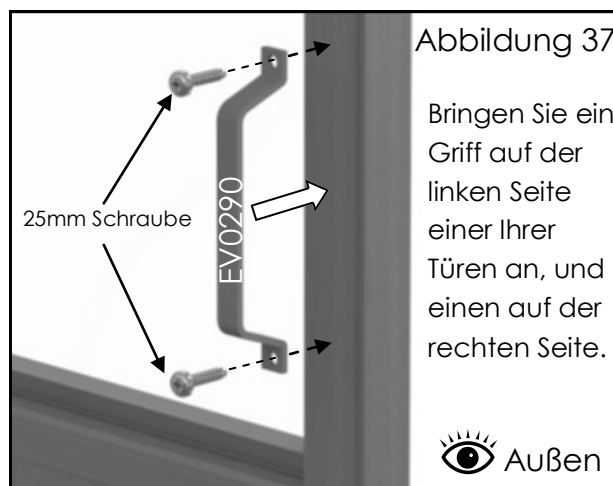 Abbildung 37
Bringen Sie ein
Griff auf der
linken Seite
einer Ihrer
Türen an, und
einen auf der
rechten Seite.
25mm Schraube
EV0290
Außen